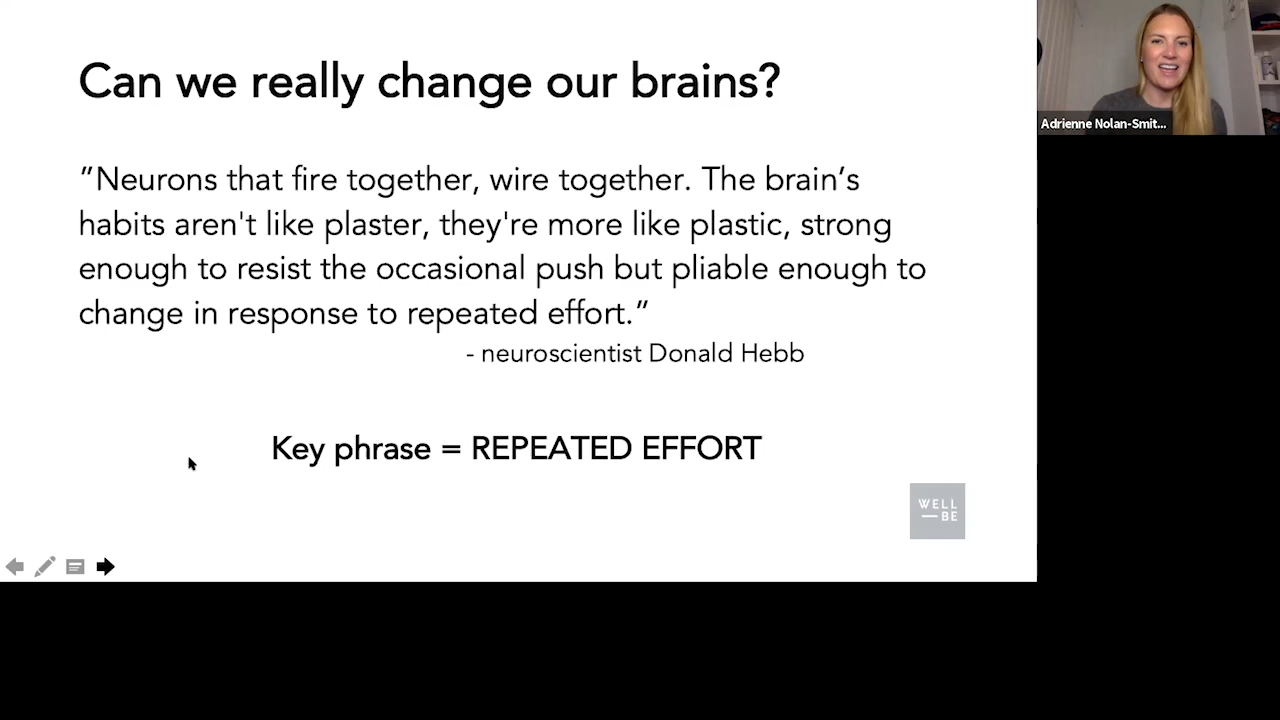 Can we really change our brains?
”Neurons that fire together, wire together. The brain’s
habits aren't like plaster, they're more like plastic, strong
enough to resist the occasional push but pliable enough to
change in response to repeated effort.”
- neuroscientist Donald Hebb
Key phrase = REPEATED EFFORT
WELL
—BE
Adrienne Nolan-Smit...